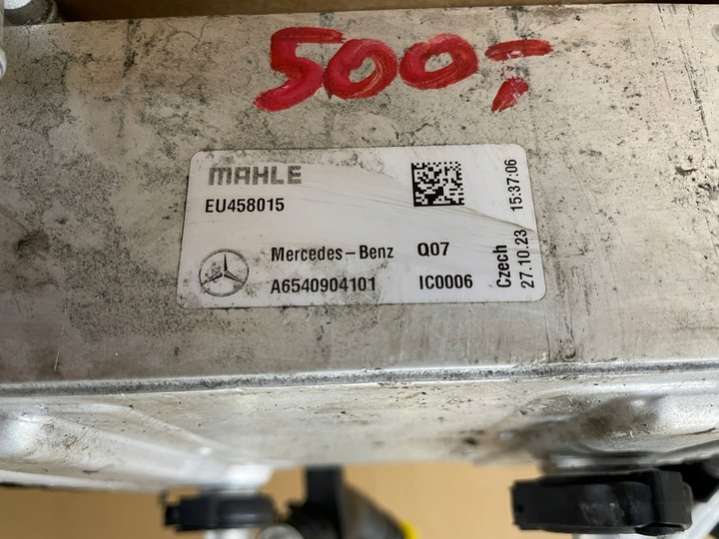 500,-
MAHLE
EU458015
Mercedes-Benz Q07
A6540904101 IC0006
Czech
27.10.23 15:37:06